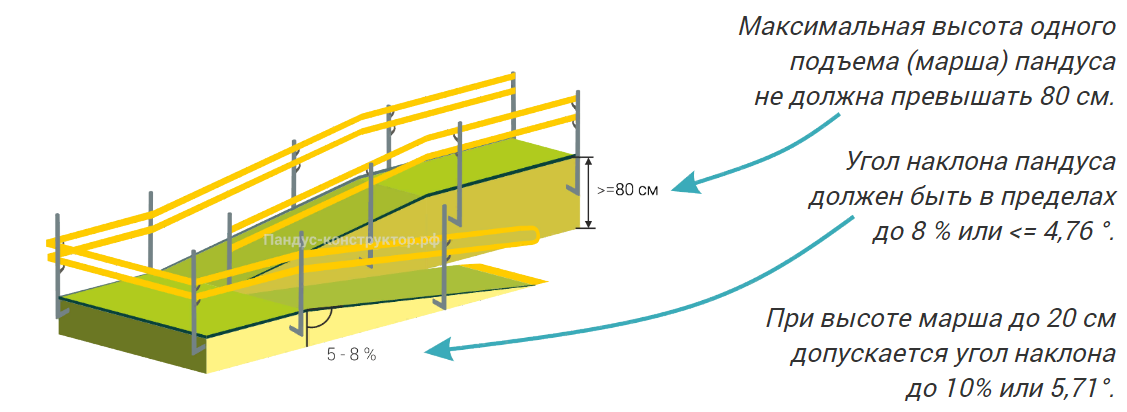 Максимальная высота одного
подъема (марша) пандуса
не должна превышать 80 см.
Угол наклона пандуса
должен быть в пределах
до 8 % или <= 4,76 °.
При высоте марша до 20 см
допускается угол наклона
до 10% или 5,71°.
>=80 см
Пандус-конструктор.рф
5 - 8 %